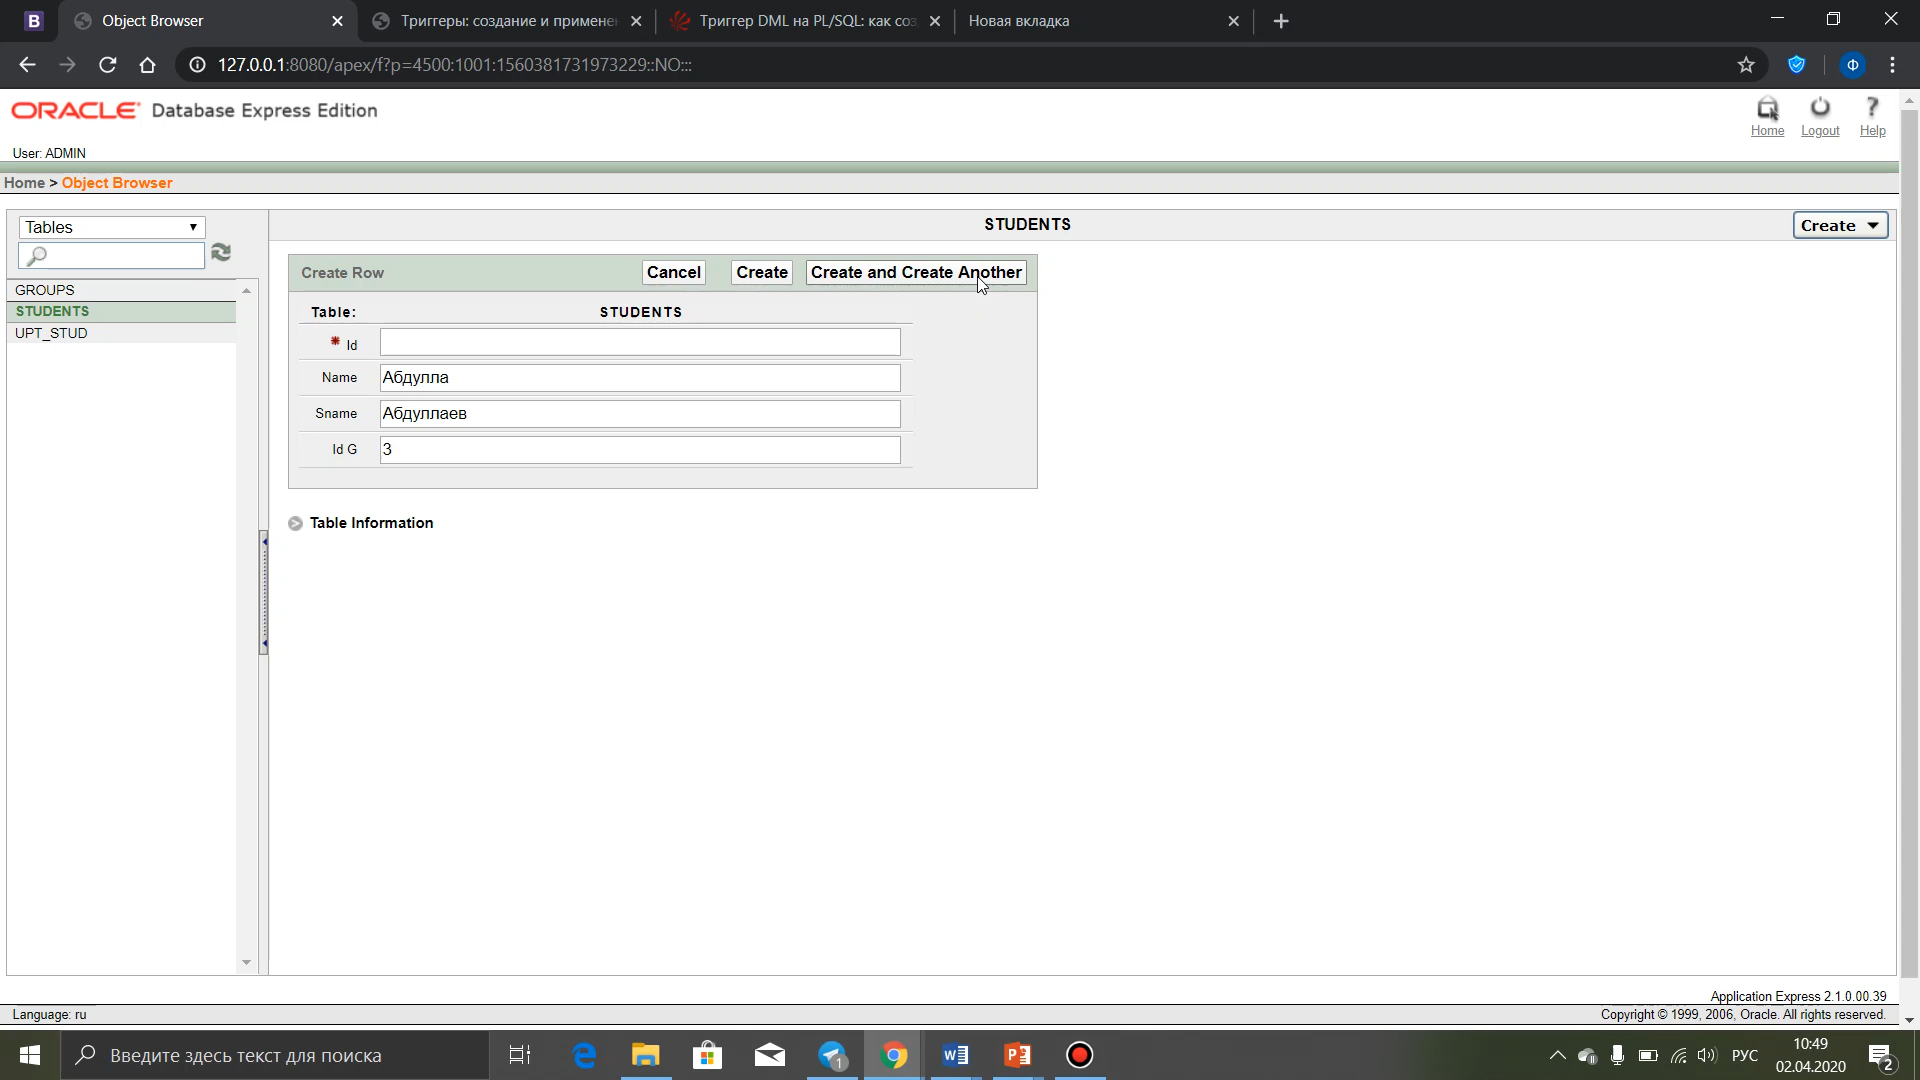 B
Object Browser
Триггеры: создание и применен
Триггер DML на PL/SQL: как соз
Новая вкладка
127.0.0.1:8080/apex/f?p=4500:1001:1560381731973229::NO:::
Ф
ORACLE Database Express Edition
Home
Logout
Help
User: ADMIN
Home > Object Browser
Tables
STUDENTS
Create
GROUPS
STUDENTS
UPT_STUD
Create Row
Cancel
Create
Create and Create Another
Table:
STUDENTS
* Id
Name
Абдулла
Sname
Абдуллаев
Id G
3
Table Information
Application Express 2.1.0.00.39
Language: ru
Copyright © 1999, 2006, Oracle. All rights reserved.
Введите здесь текст для поиска
1
РУС
10:49
02.04.2020
2